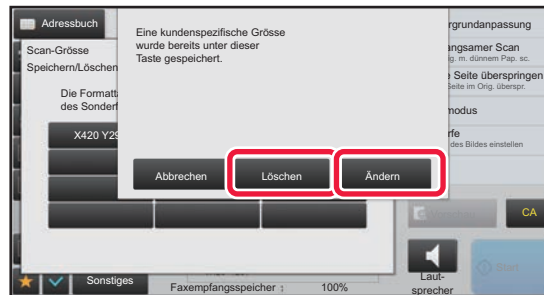 Adressbuch
Eine kundenspezifische Grösse
wurde bereits unter dieser
Taste gespeichert.
rgrundanpassung
Scan-Grösse
Speichern/Löschen
angsamer Scan
ig. m. dünnem Pap. sc.
Seite überspringen
Seite im Orig. überspr.
Die Formatta
des Sonderf
modus
rfe
des Bildes einstellen
X420 Y29
Abbrechen
Löschen
Ändern
CA
Start
Sonstiges
Faxempfangsspeicher :
100%
Laut-
sprecher